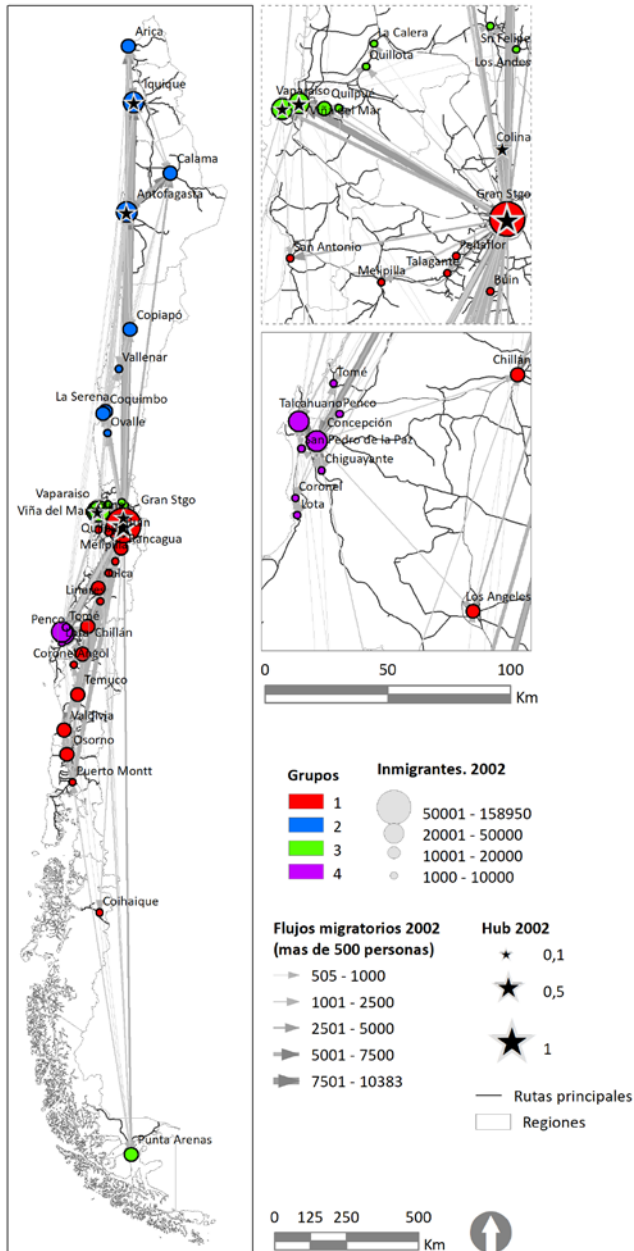 Arica
Iquique
Calama
Antofagasta
Copiapó
Vallenar
La Serena
Coquimbo
Ovalle
Vaparaiso
Gran Stgo
Viña del Mar
Temuco
Valdivia
Osorno
Puerto Montt
Coihaique
Punta Arenas
Penco
Tomé
Chillán
Coronel
Angol
La Calera
Quillota
Sn Felipe
Los Andes
Vaparaiso
Quilpué
Viña del Mar
Colina
Gran Stgo
San Antonio
Peñaflor
Talagante
Melipilla
Buin
Chillán
Tomé
Talcahuano
Penco
Concepción
San Pedro de la Paz
Chiguayante
Coronel
Lota
Los Angeles
0 50 100
Km
Grupos
1
2
3
4
Inmigrantes. 2002
50001 - 158950
20001 - 50000
10001 - 20000
1000 - 10000
Flujos migratorios 2002
(mas de 500 personas)
505 - 1000
1001 - 2500
2501 - 5000
5001 - 7500
7501 - 10383
Hub 2002
0,1
0,5
1
Rutas principales
Regiones
0 125 250 500
Km